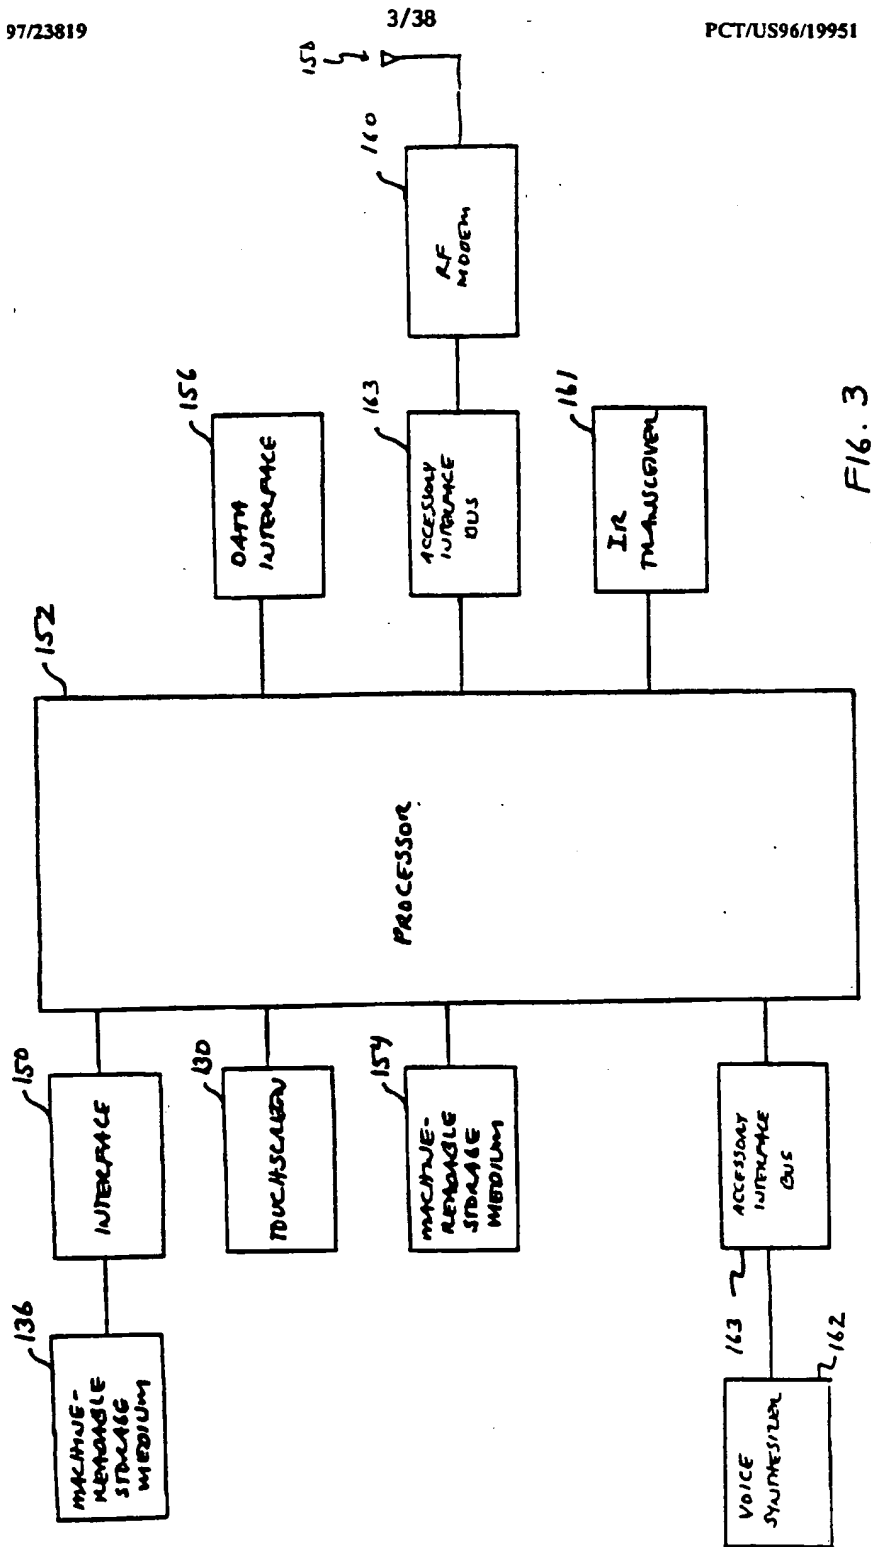 97/23819
3/38
PCT/US96/19951
136
MACHINE-
READABLE
STORAGE
MEDIUM
150
INTERFACE
130
TOUCHSCREEN
154
MACHINE-
READABLE
STORAGE
MEDIUM
162
VOICE
SYNTHESIZER
163
ACCESSORY
INTERFACE
BUS
152
PROCESSOR
156
DATA
INTERFACE
163
ACCESSORY
INTERFACE
BUS
160
RF
MODEM
161
IR
TRANSCEIVER
FIG. 3